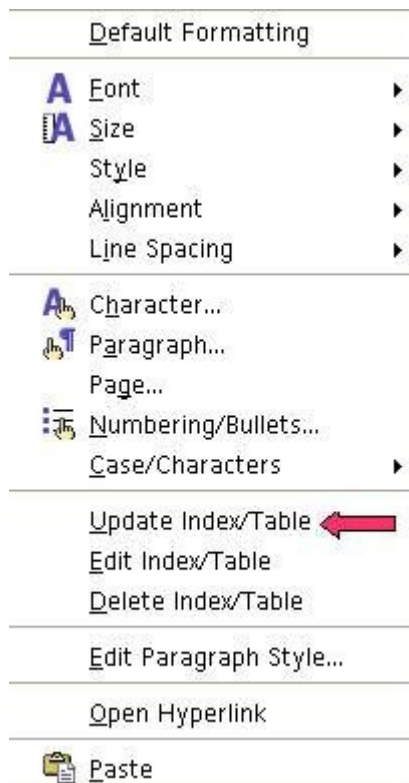 Default Formatting
Font
Size
Style
Alignment
Line Spacing
Character...
Paragraph...
Page...
Numbering/Bullets...
Case/Characters
Update Index/Table
Edit Index/Table
Delete Index/Table
Edit Paragraph Style...
Open Hyperlink
Paste